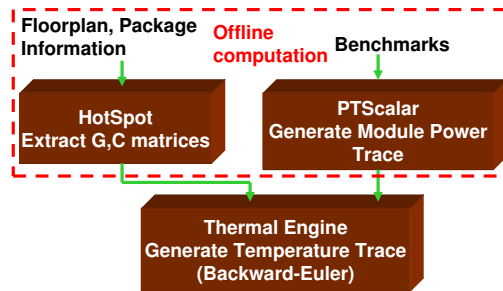 Floorplan, Package
Information
Offline
computation
Benchmarks
HotSpot
Extract G,C matrices
PTScalar
Generate Module Power
Trace
Thermal Engine
Generate Temperature Trace
(Backward-Euler)